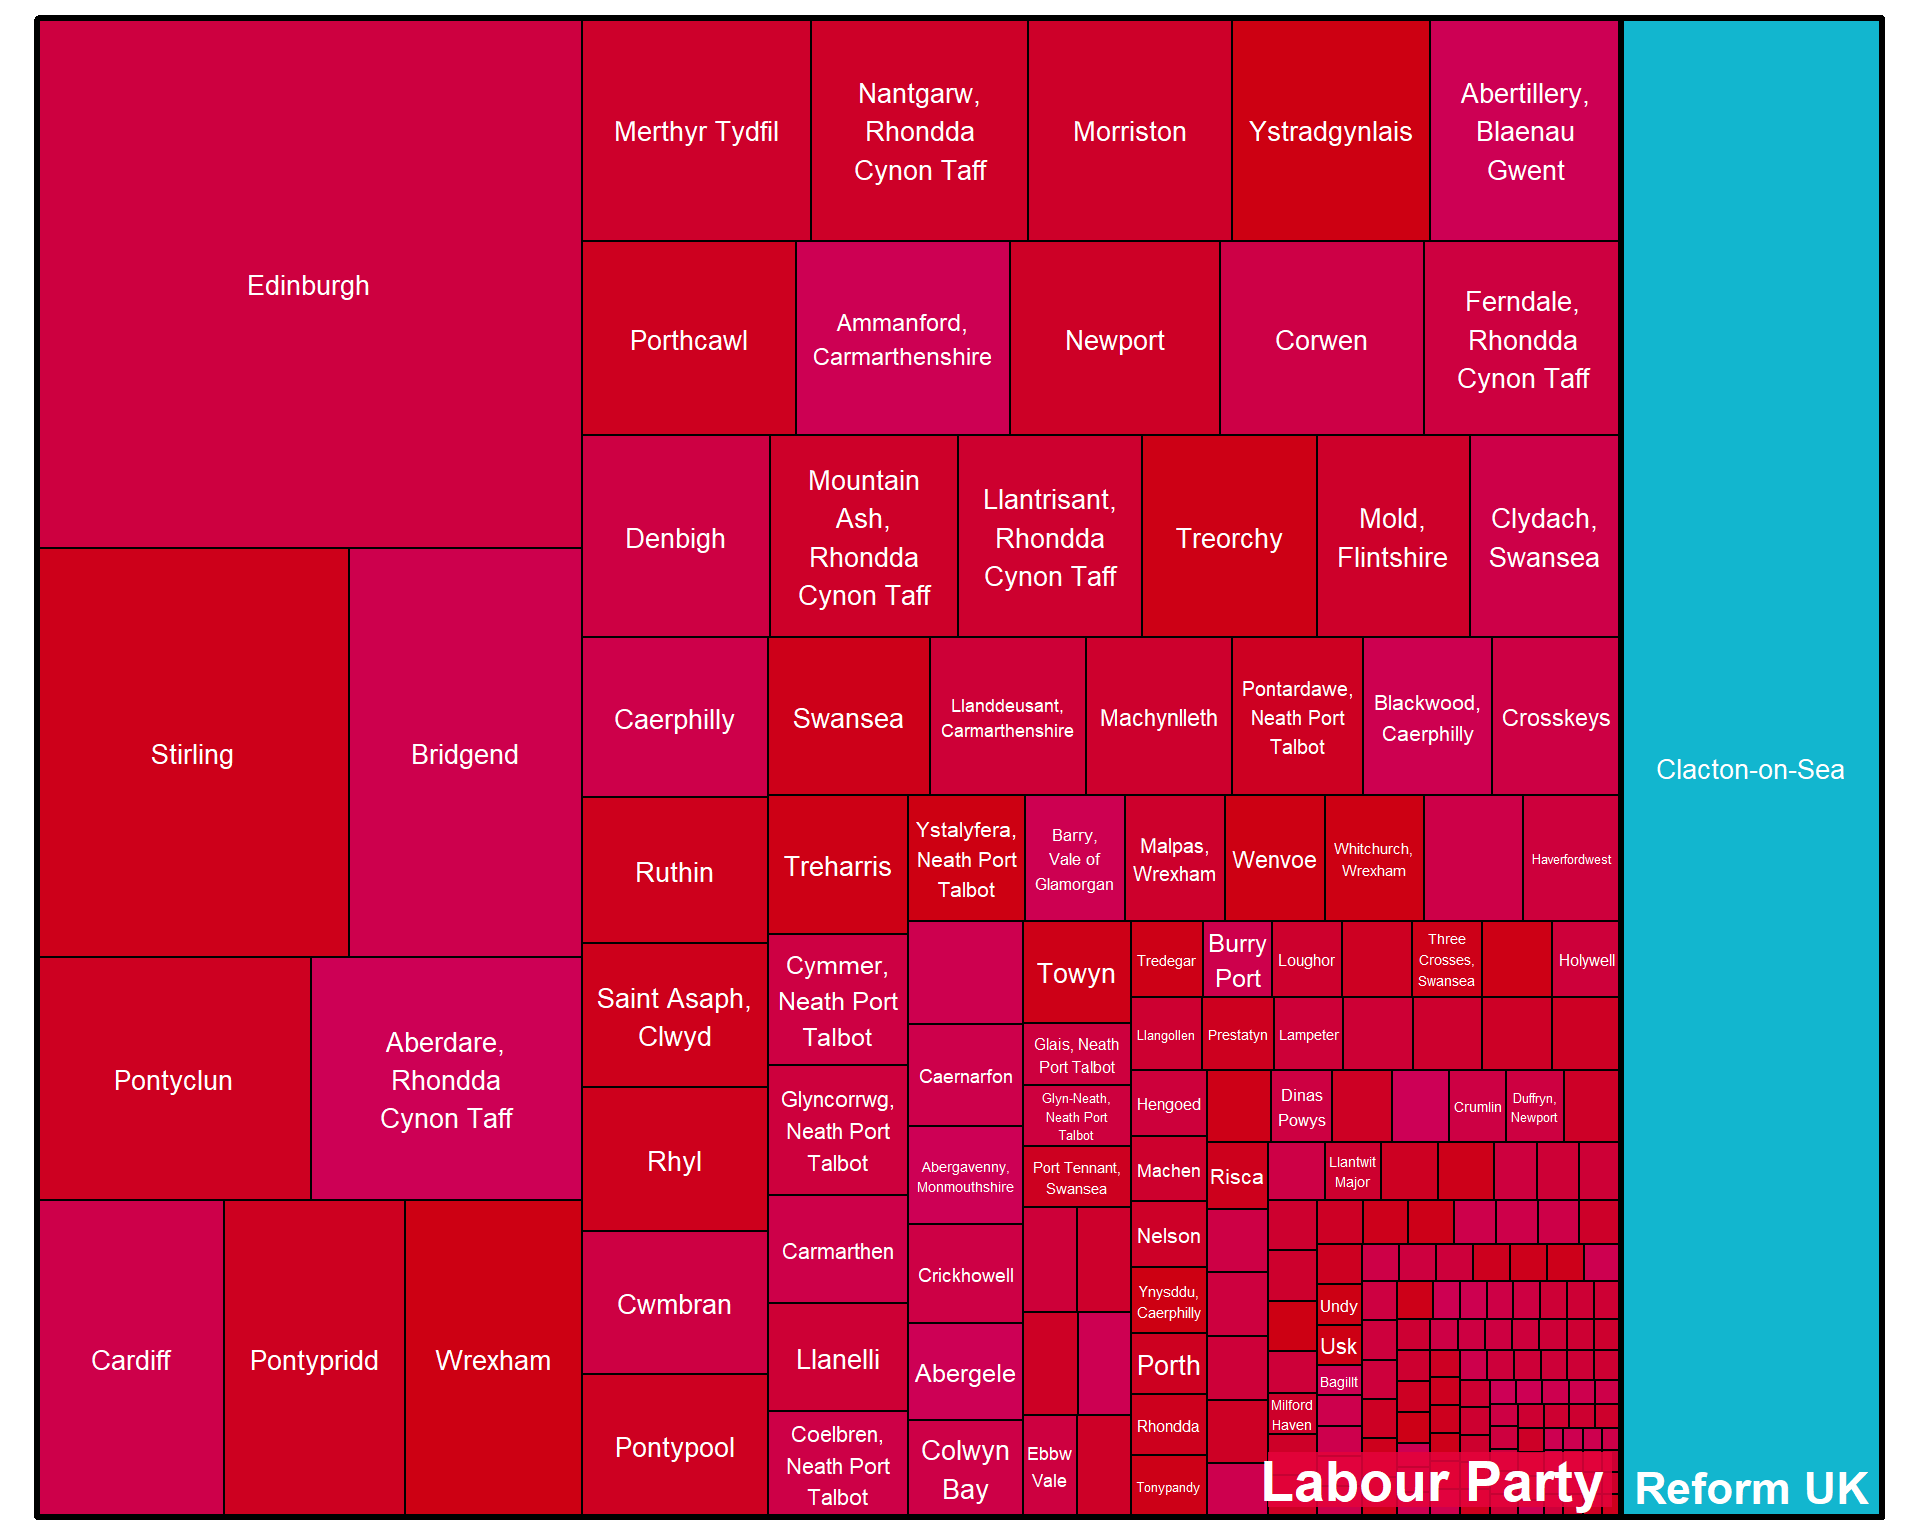 Edinburgh
Stirling
Bridgend
Pontyclun
Aberdare,
Rhondda
Cynon Taff
Cardiff
Pontypridd
Wrexham
Merthyr Tydfil
Nantgarw,
Rhondda
Cynon Taff
Morriston
Ystradgynlais
Abertillery,
Blaenau
Gwent
Porthcawl
Ammanford,
Carmarthenshire
Newport
Corwen
Ferndale,
Rhondda
Cynon Taff
Denbigh
Mountain
Ash,
Rhondda
Cynon Taff
Llantrisant,
Rhondda
Cynon Taff
Treorchy
Mold,
Flintshire
Clydach,
Swansea
Caerphilly
Swansea
Llanddeusant,
Carmarthenshire
Machynlleth
Pontardawe,
Neath Port
Talbot
Blackwood,
Caerphilly
Crosskeys
Ruthin
Saint Asaph,
Clwyd
Rhyl
Cwmbran
Pontypool
Treharris
Cymmer,
Neath Port
Talbot
Glyncorrwg,
Neath Port
Talbot
Carmarthen
Llanelli
Coelbren,
Neath Port
Talbot
Ystalyfera,
Neath Port
Talbot
Barry,
Vale of
Glamorgan
Malpas,
Wrexham
Wenvoe
Whitchurch,
Wrexham
Haverfordwest
Caernarfon
Abergavenny,
Monmouthshire
Crickhowell
Abergele
Colwyn
Bay
Towyn
Glais, Neath
Port Talbot
Glyn-Neath,
Neath Port
Talbot
Port Tennant,
Swansea
Ebbw
Vale
Tredegar
Burry
Port
Loughor
Three
Crosses,
Swansea
Holywell
Llangollen
Prestatyn
Lampeter
Hengoed
Dinas
Powys
Crumlin
Duffryn,
Newport
Machen
Risca
Llantwit
Major
Nelson
Ynysddu,
Caerphilly
Porth
Rhondda
Tonypandy
Undy
Usk
Bagillt
Milford
Haven
Labour Party
Clacton-on-Sea
Reform UK